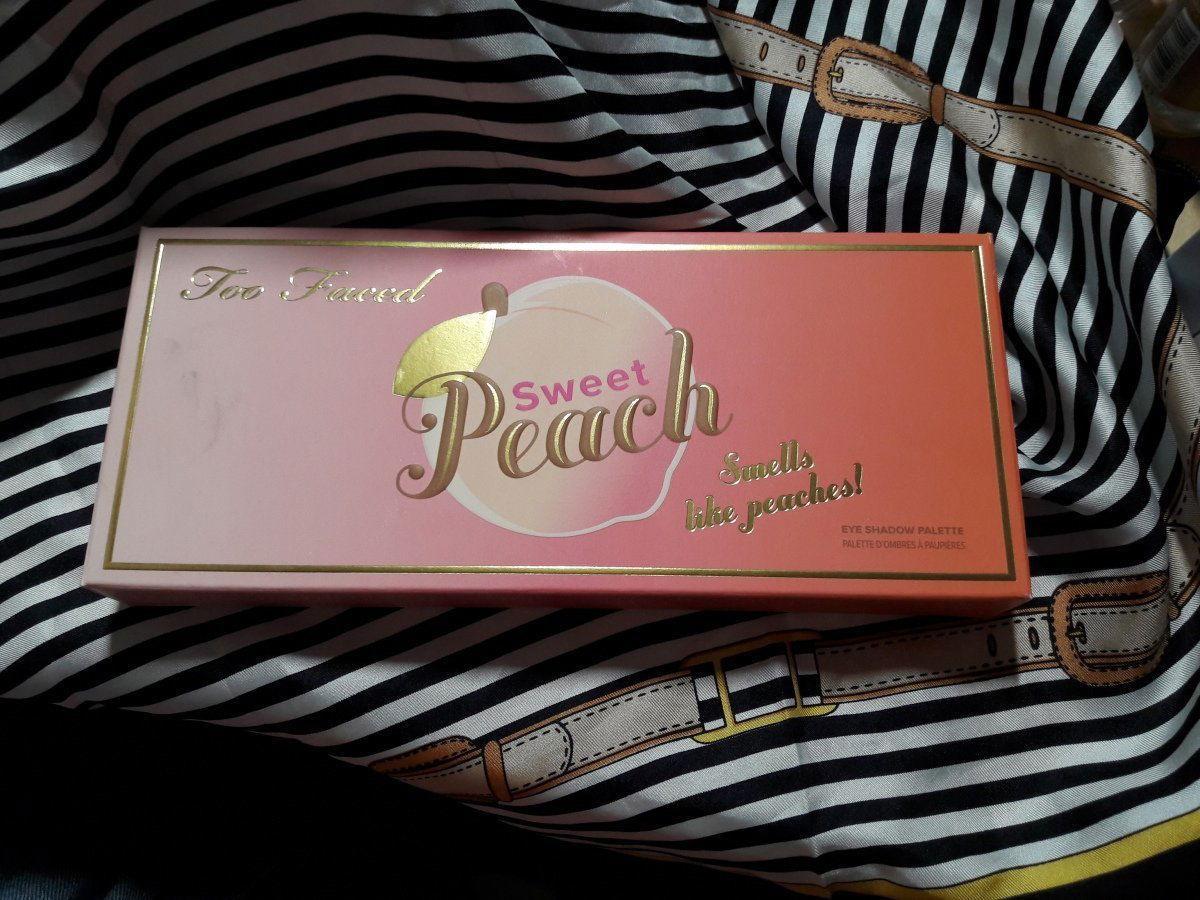 Too Faced
Sweet
Peach
Smells
like peaches!
EYE SHADOW PALETTE
PALETTE D'OMBRES À PAUPIÈRES